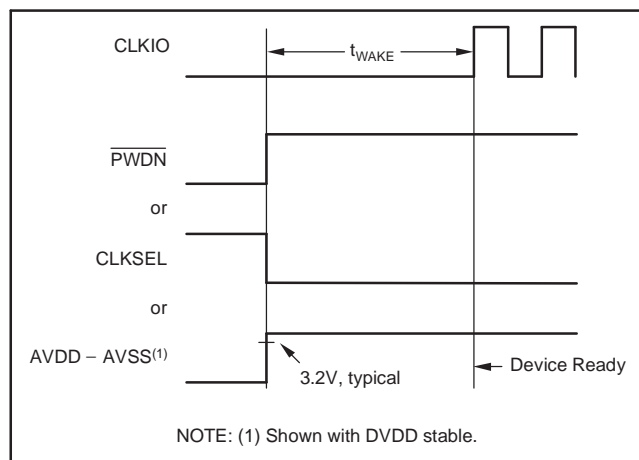 CLKIO
tWAKE
PWDN
or
CLKSEL
or
AVDD – AVSS(1)
3.2V, typical
Device Ready
NOTE: (1) Shown with DVDD stable.